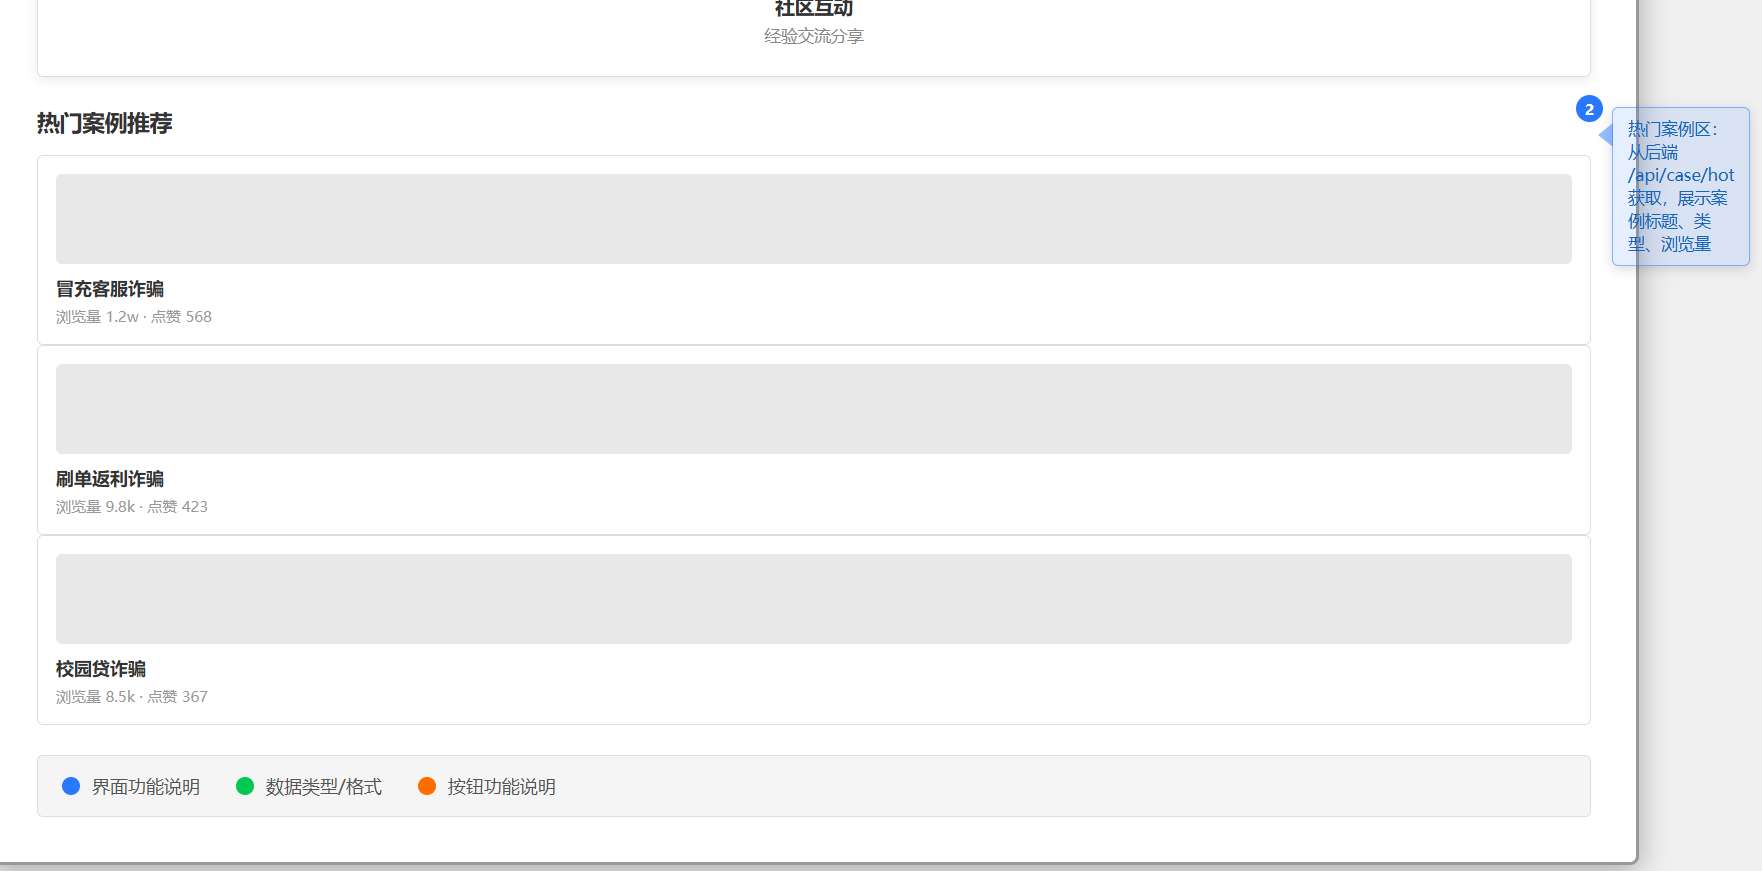 社区互动
经验交流分享
热门案例推荐
2
热门案例区：
从后端
/api/case/hot
获取，展示案
例标题、类
型、浏览量
冒充客服诈骗
浏览量 1.2w · 点赞 568
刷单返利诈骗
浏览量 9.8k · 点赞 423
校园贷诈骗
浏览量 8.5k · 点赞 367
界面功能说明
数据类型/格式
按钮功能说明